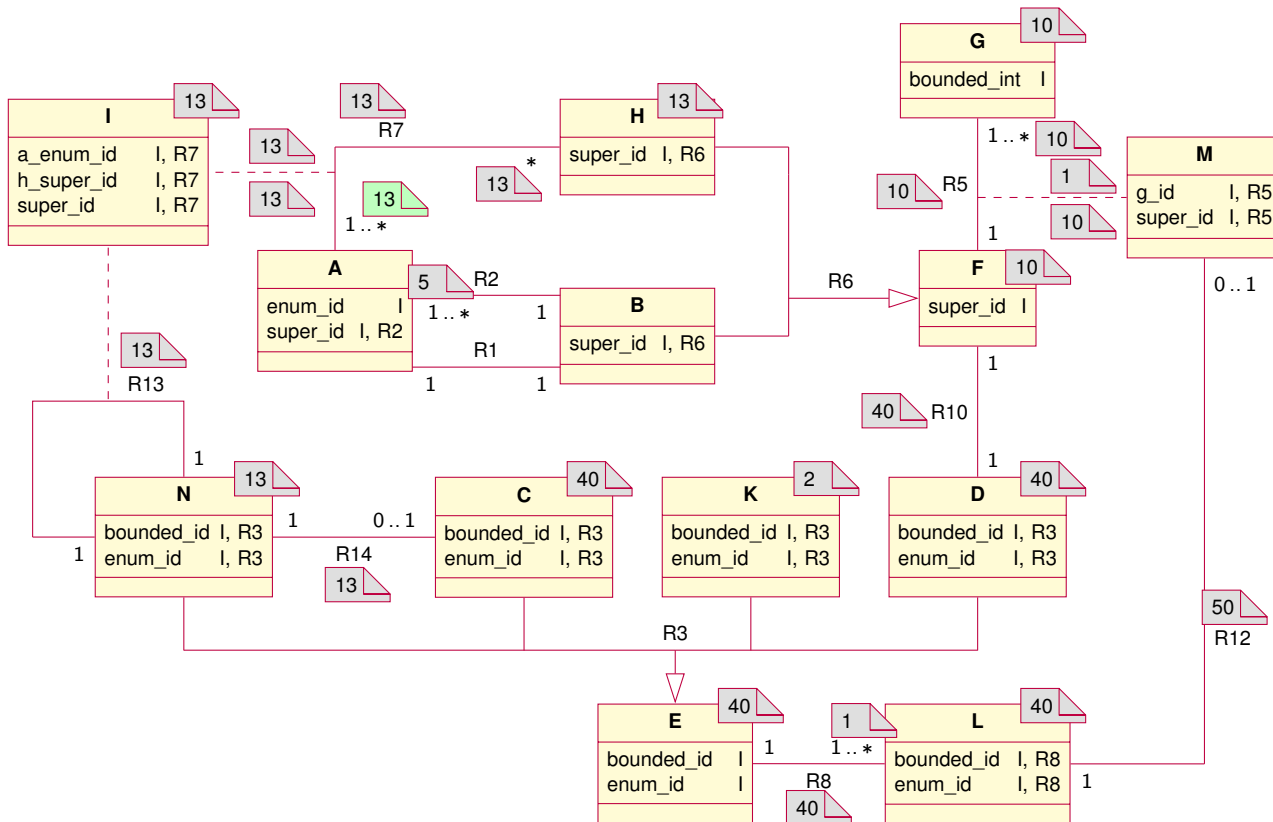 10
G
bounded_int I
13
I
a_enum_id I, R7
h_super_id I, R7
super_id I, R7
13
R7
13
13
13
H
super_id I, R6
*
13
13
1 .. *
1 .. *
10
R5
10
1
10
1
M
g_id I, R5
super_id I, R5
0 .. 1
A
enum_id I
super_id I, R2
5
R2
1 .. *
1
R1
1
1
B
super_id I, R6
R6
10
F
super_id I
1
13
R13
40
R10
1
1
1
13
N
bounded_id I, R3
enum_id I, R3
1
0 .. 1
R14
13
40
C
bounded_id I, R3
enum_id I, R3
2
K
bounded_id I, R3
enum_id I, R3
40
D
bounded_id I, R3
enum_id I, R3
R3
50
R12
40
E
bounded_id I
enum_id I
1
1
1 .. *
R8
40
40
L
bounded_id I, R8
enum_id I, R8
1